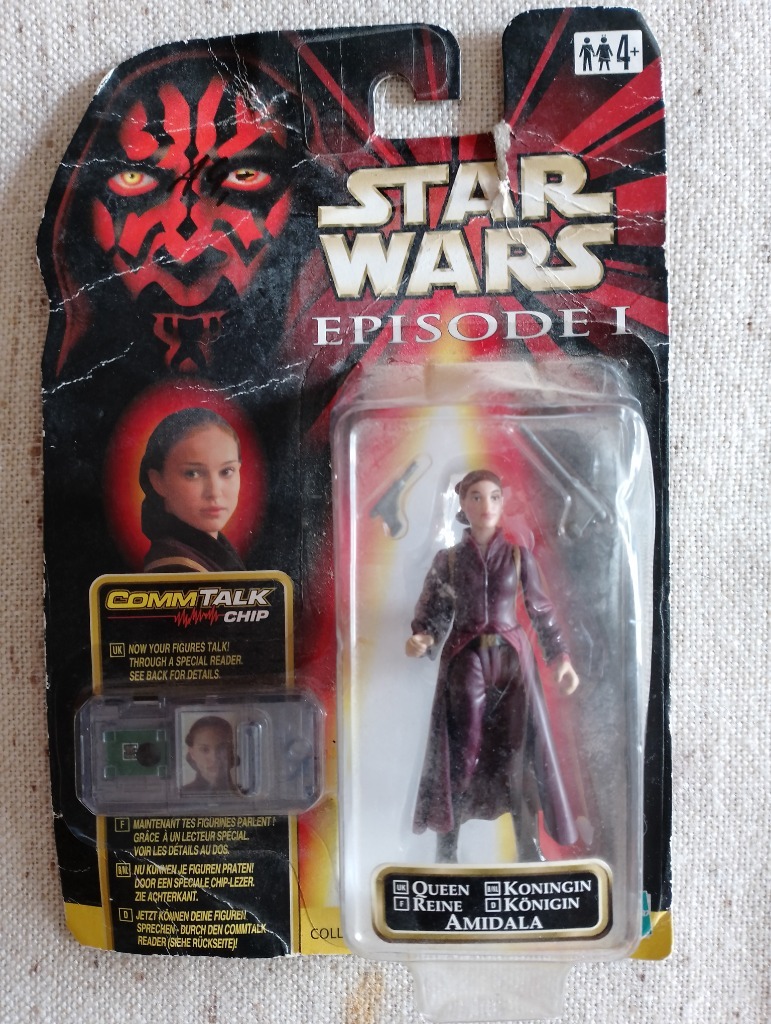 4+
STAR
WARS
EPISODE I
COMMTALK
CHIP
UK NOW YOUR FIGURES TALK!
THROUGH A SPECIAL READER.
SEE BACK FOR DETAILS.
F MAINTENANT TES FIGURINES PARLENT!
GRÂCE À UN LECTEUR SPÉCIAL.
VOIR LES DÉTAILS AU DOS.
B/NL NU KUNNEN JE FIGUREN PRATEN!
DOOR EEN SPECIALE CHIP-LEZER.
ZIE ACHTERKANT.
D JETZT KÖNNEN DEINE FIGUREN
SPRECHEN - DURCH DEN COMMTALK
READER (SIEHE RÜCKSEITE)!
COLL
UK QUEEN B/NL KONINGIN
F REINE D KÖNIGIN
AMIDALA